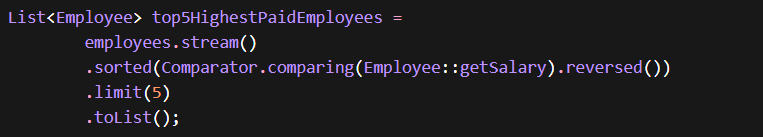 List<Employee> top5HighestPaidEmployees =
        employees.stream()
        .sorted(Comparator.comparing(Employee::getSalary).reversed())
        .limit(5)
        .toList();